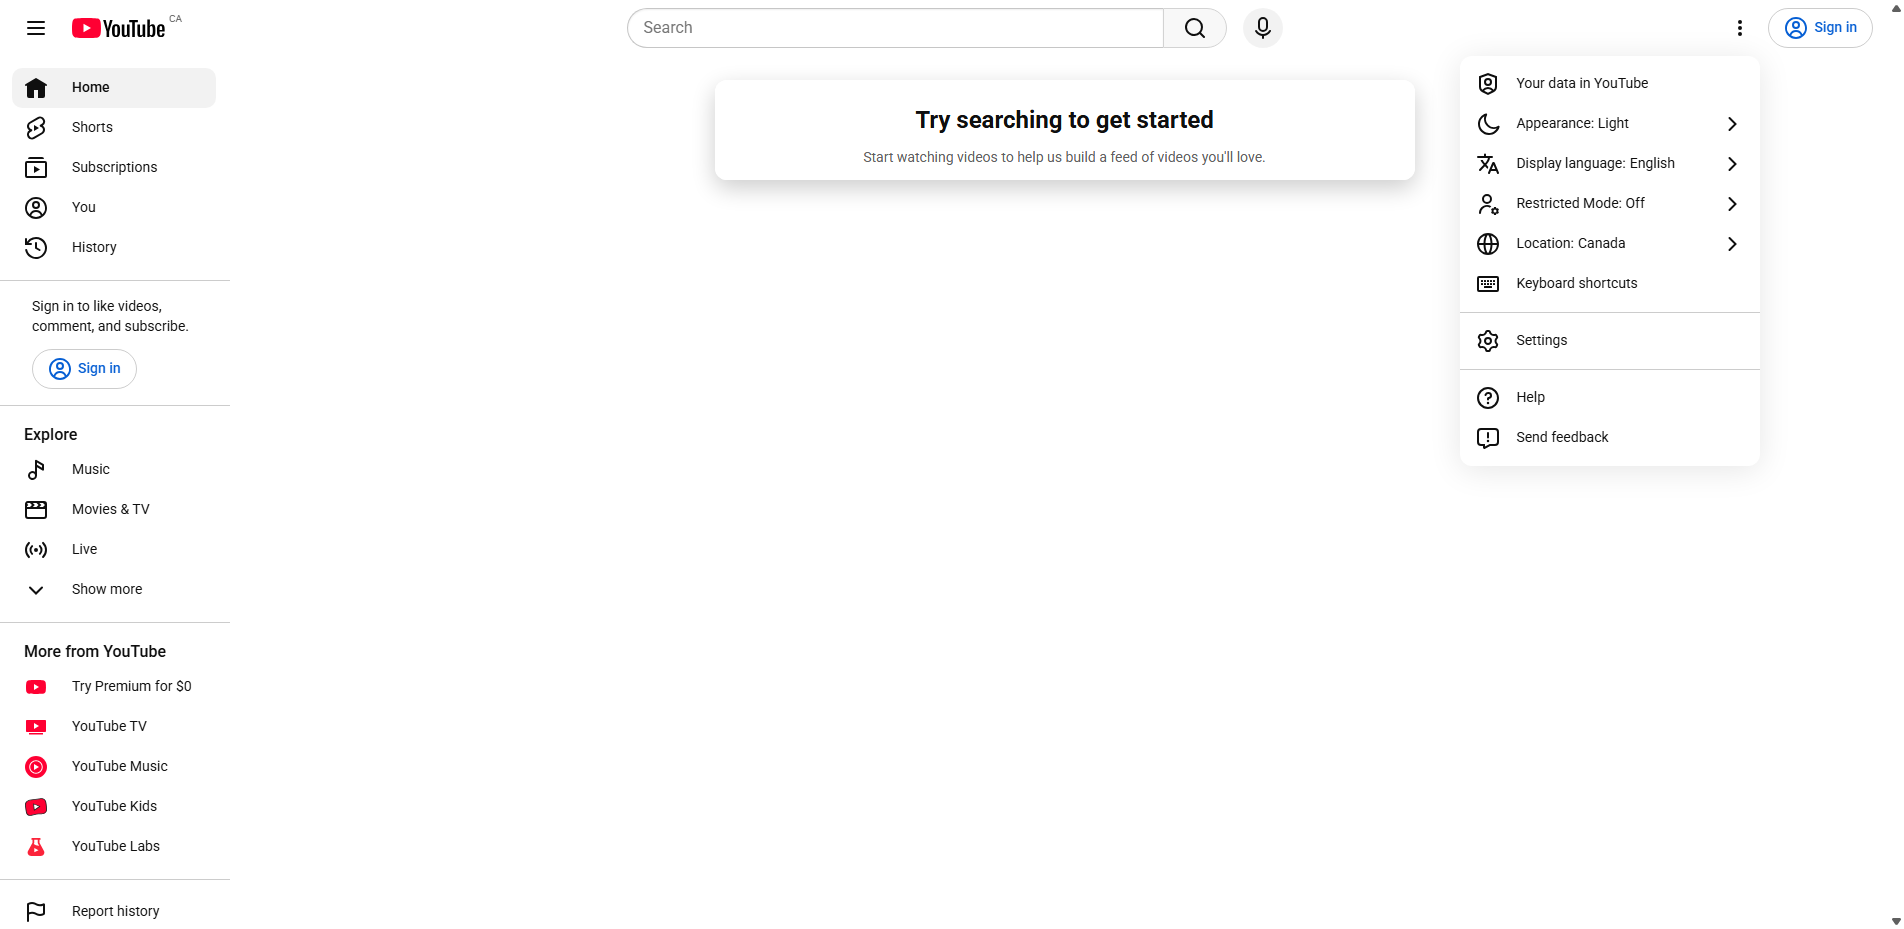 YouTube CA
Search
Sign in
Home
Shorts
Subscriptions
You
History
Sign in to like videos,
comment, and subscribe.
Sign in
Explore
Music
Movies & TV
Live
Show more
More from YouTube
Try Premium for $0
YouTube TV
YouTube Music
YouTube Kids
YouTube Labs
Report history
Try searching to get started
Start watching videos to help us build a feed of videos you'll love.
Your data in YouTube
Appearance: Light
Display language: English
Restricted Mode: Off
Location: Canada
Keyboard shortcuts
Settings
Help
Send feedback